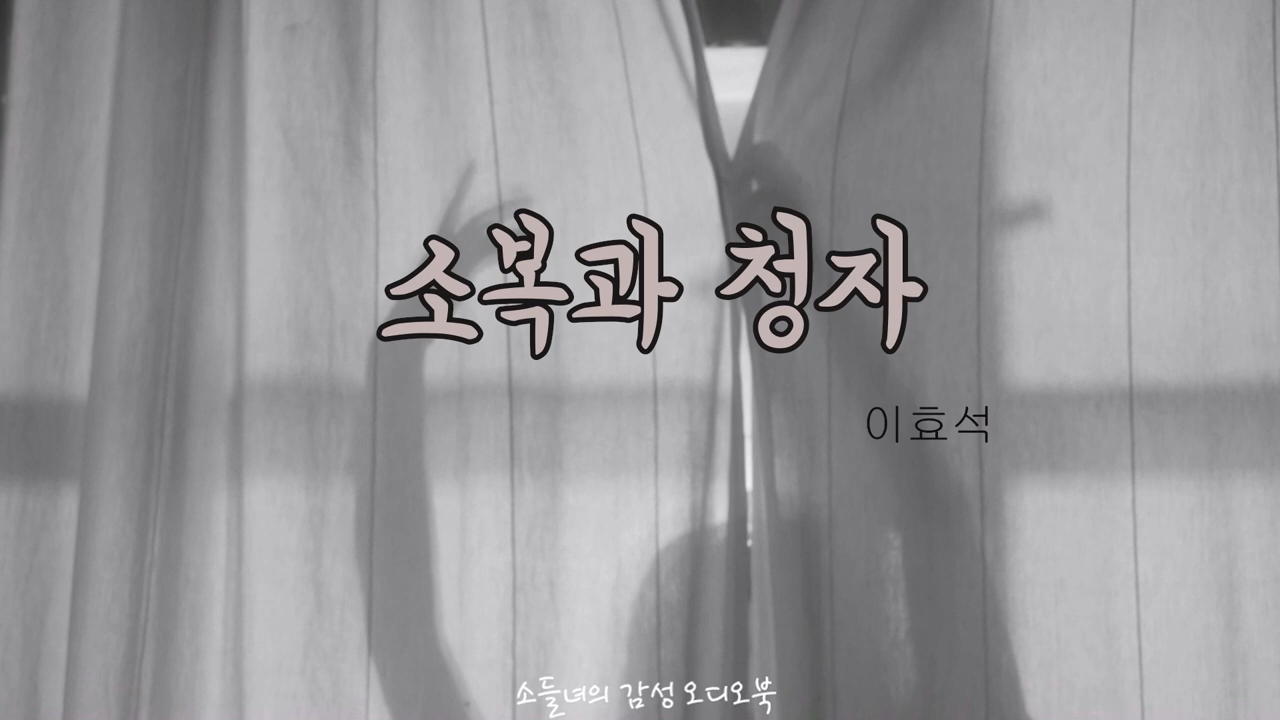 소복과 청자
이효석
소들녀의 감성 오디오북